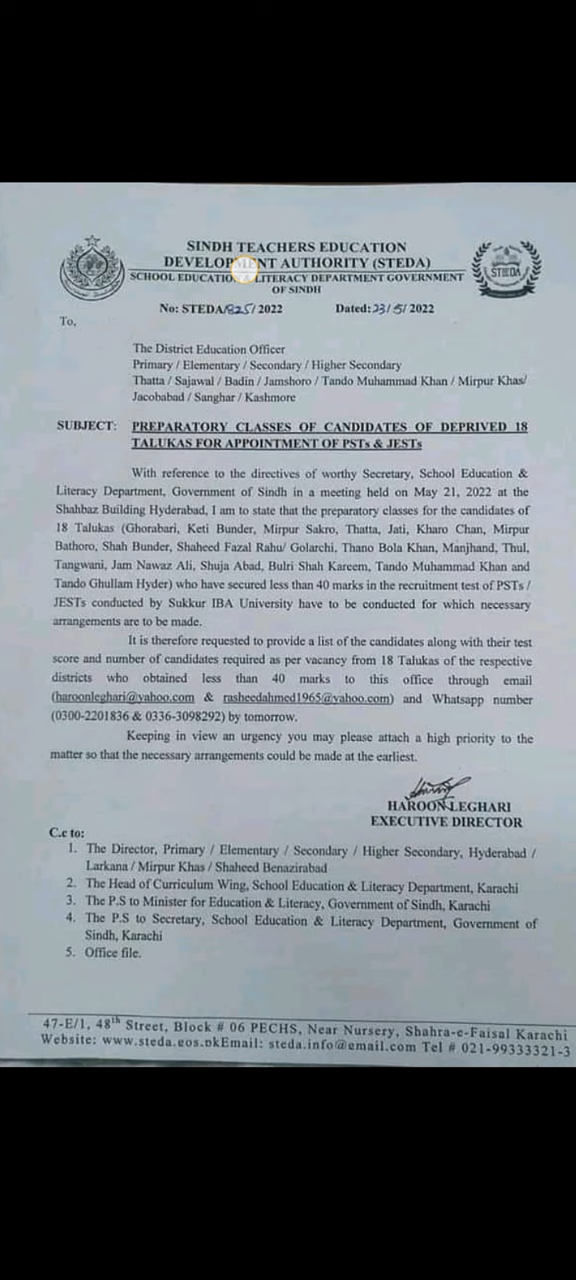 SINDH TEACHERS EDUCATION
DEVELOPMENT AUTHORITY (STEDA)
SCHOOL EDUCATION & LITERACY DEPARTMENT GOVERNMENT
OF SINDH
STEDA
No: STEDA/825/2022 Dated: 23/5/2022
To,
The District Education Officer
Primary / Elementary / Secondary / Higher Secondary
Thatta / Sajawal / Badin / Jamshoro / Tando Muhammad Khan / Mirpur Khas/
Jacobabad / Sanghar / Kashmore
SUBJECT: PREPARATORY CLASSES OF CANDIDATES OF DEPRIVED 18
TALUKAS FOR APPOINTMENT OF PSTs & JESTs
With reference to the directives of worthy Secretary, School Education &
Literacy Department, Government of Sindh in a meeting held on May 21, 2022 at the
Shahbaz Building Hyderabad, I am to state that the preparatory classes for the candidates of
18 Talukas (Ghorabari, Keti Bunder, Mirpur Sakro, Thatta, Jati, Kharo Chan, Mirpur
Bathoro, Shah Bunder, Shaheed Fazal Rahu/ Golarchi, Thano Bola Khan, Manjhand, Thul,
Tangwani, Jam Nawaz Ali, Shuja Abad, Bulri Shah Kareem, Tando Muhammad Khan and
Tando Ghullam Hyder) who have secured less than 40 marks in the recruitment test of PSTs /
JESTs conducted by Sukkur IBA University have to be conducted for which necessary
arrangements are to be made.
It is therefore requested to provide a list of the candidates along with their test
score and number of candidates required as per vacancy from 18 Talukas of the respective
districts who obtained less than 40 marks to this office through email
(haroonleghari@yahoo.com & rasheedahmed1965@yahoo.com) and Whatsapp number
(0300-2201836 & 0336-3098292) by tomorrow.
Keeping in view an urgency you may please attach a high priority to the
matter so that the necessary arrangements could be made at the earliest.
HAROON LEGHARI
EXECUTIVE DIRECTOR
C.c to:
1. The Director, Primary / Elementary / Secondary / Higher Secondary, Hyderabad /
Larkana / Mirpur Khas / Shaheed Benazirabad
2. The Head of Curriculum Wing, School Education & Literacy Department, Karachi
3. The P.S to Minister for Education & Literacy, Government of Sindh, Karachi
4. The P.S to Secretary, School Education & Literacy Department, Government of
Sindh, Karachi
5. Office file.
47-E/1, 48th Street, Block # 06 PECHS, Near Nursery, Shahra-e-Faisal Karachi
Website: www.steda.eos.pkEmail: steda.info@email.com Tel # 021-99333321-3